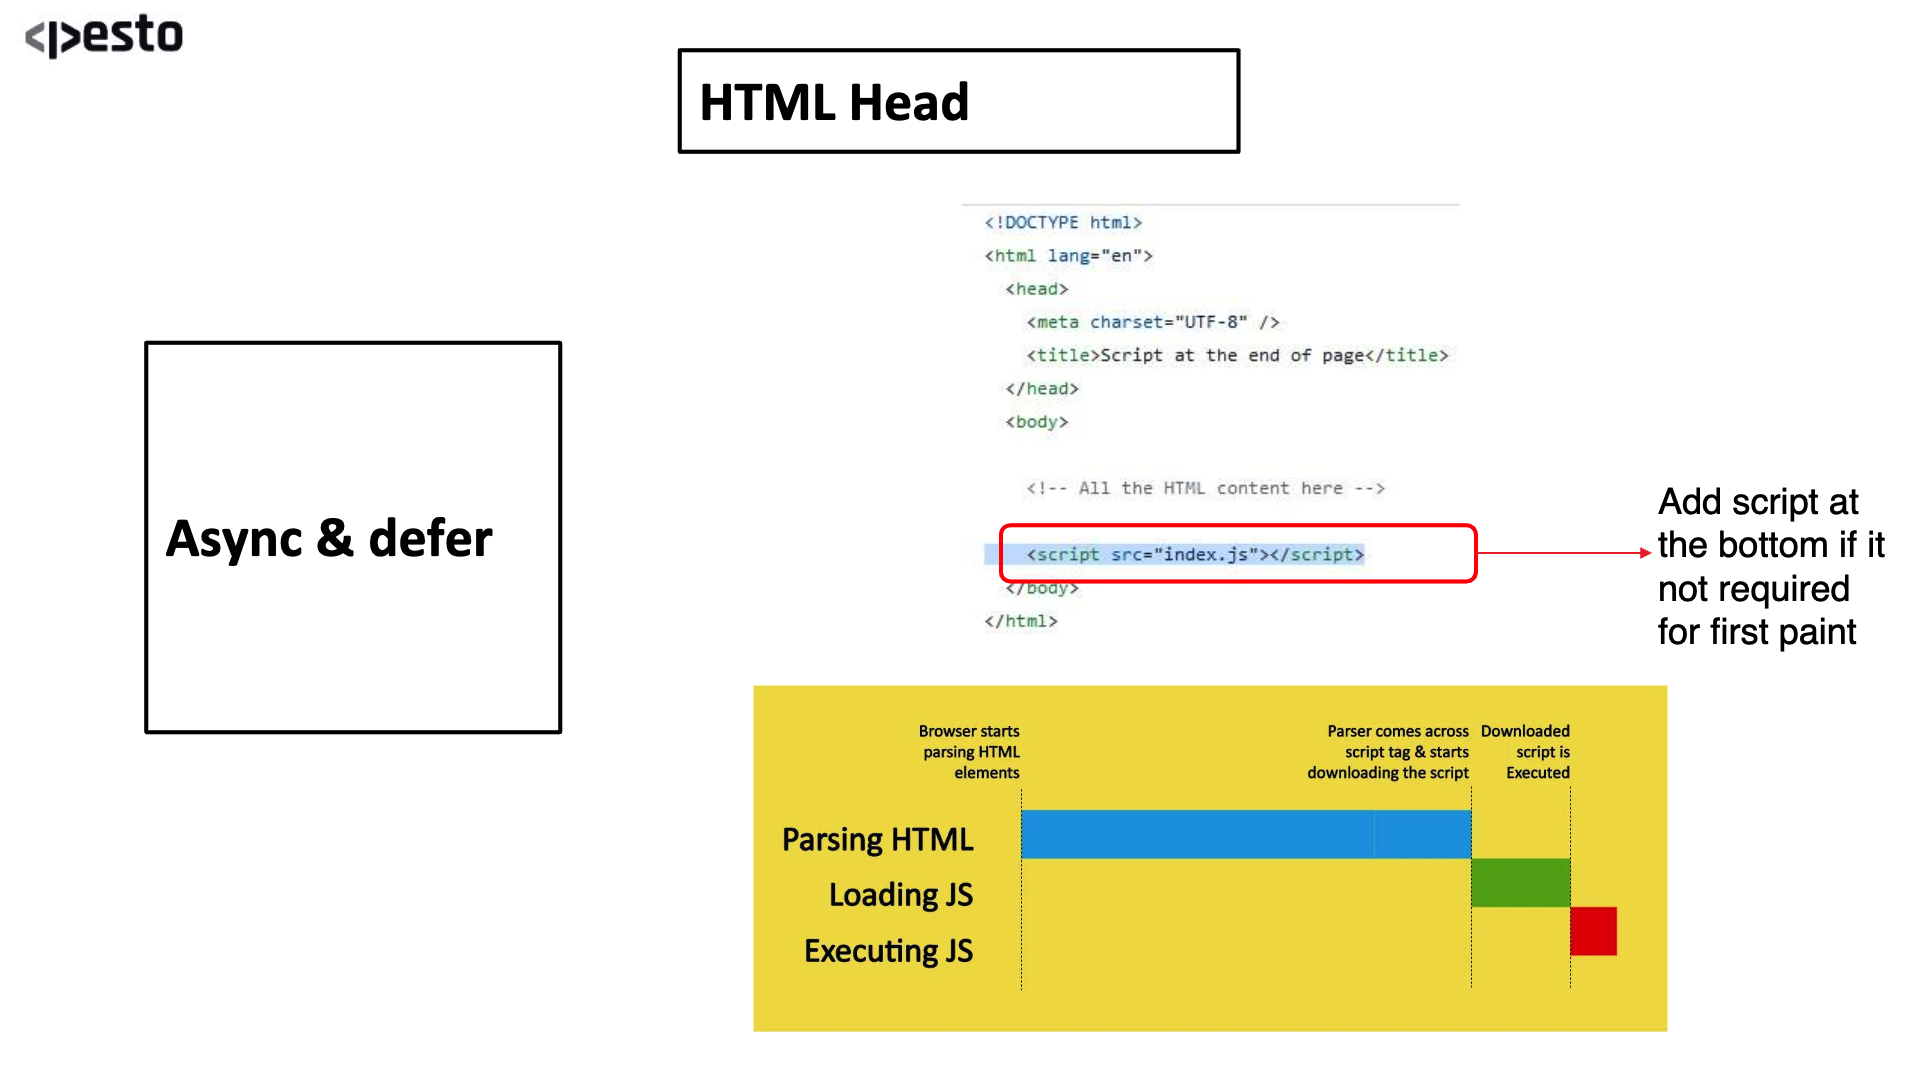 <|>esto
HTML Head
<!DOCTYPE html>
<html lang="en">
<head>
<meta charset="UTF-8" />
<title>Script at the end of page</title>
</head>
<body>
<!-- All the HTML content here -->
<script src="index.js"></script>
</body>
</html>
Add script at
the bottom if it
not required
for first paint
Async & defer
Browser starts
parsing HTML
elements
Parser comes across
script tag & starts
downloading the script
Downloaded
script is
Executed
Parsing HTML
Loading JS
Executing JS